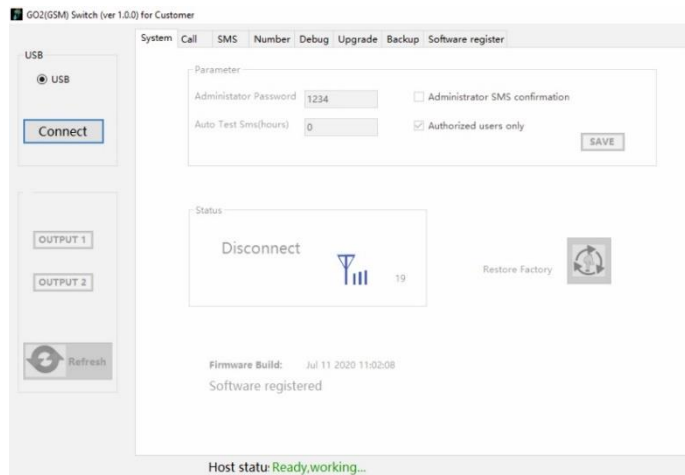 GO2(GSM) Switch (ver 1.0.0) for Customer
System Call SMS Number Debug Upgrade Backup Software register
USB
USB
Connect
Parameter
Administator Password 1234
Administrator SMS confirmation
Auto Test Sms(hours) 0
Authorized users only
SAVE
OUTPUT 1
OUTPUT 2
Refresh
Status
Disconnect
19
Restore Factory
Firmware Build: Jul 11 2020 11:02:08
Software registered
Host statu: Ready,working...